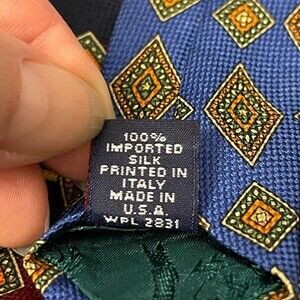 100%
IMPORTED
SILK
PRINTED IN
ITALY
MADE IN
U.S.A.
WPL 2831